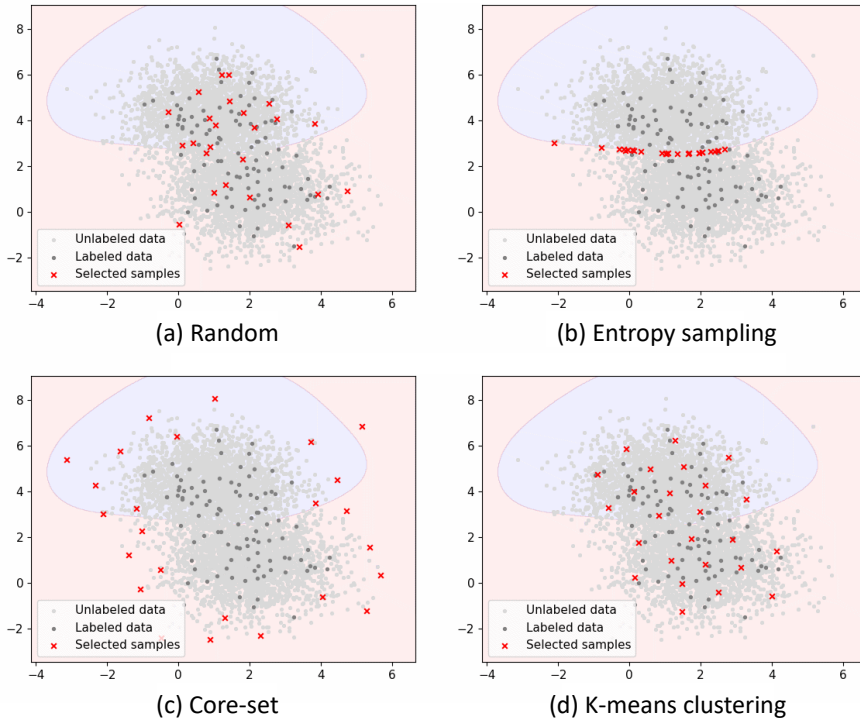 8
6
4
2
0
−2
Unlabeled data
Labeled data
Selected samples
−4 −2 0 2 4 6
(a) Random
8
6
4
2
0
−2
Unlabeled data
Labeled data
Selected samples
−4 −2 0 2 4 6
(b) Entropy sampling
8
6
4
2
0
−2
Unlabeled data
Labeled data
Selected samples
−4 −2 0 2 4 6
(c) Core-set
8
6
4
2
0
−2
Unlabeled data
Labeled data
Selected samples
−4 −2 0 2 4 6
(d) K-means clustering